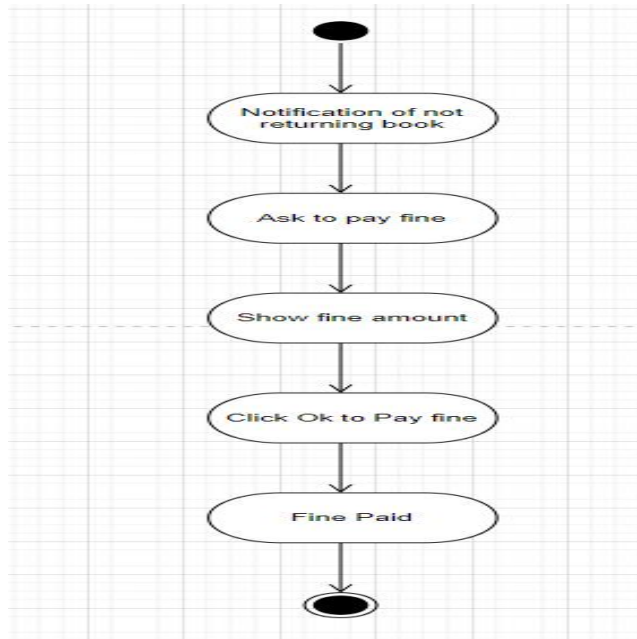 Notification of not
returning book
Ask to pay fine
Show fine amount
Click Ok to Pay fine
Fine Paid